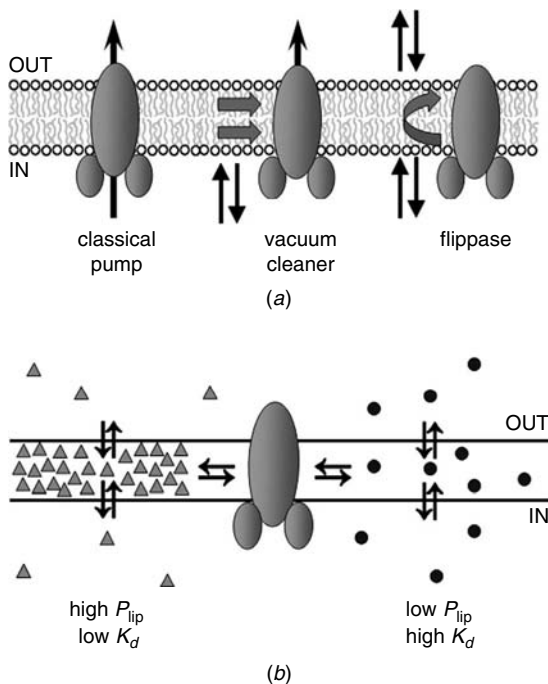 OUT
IN
classical
pump
vacuum
cleaner
flippase
(a)
OUT
IN
high Plip
low Kd
low Plip
high Kd
(b)